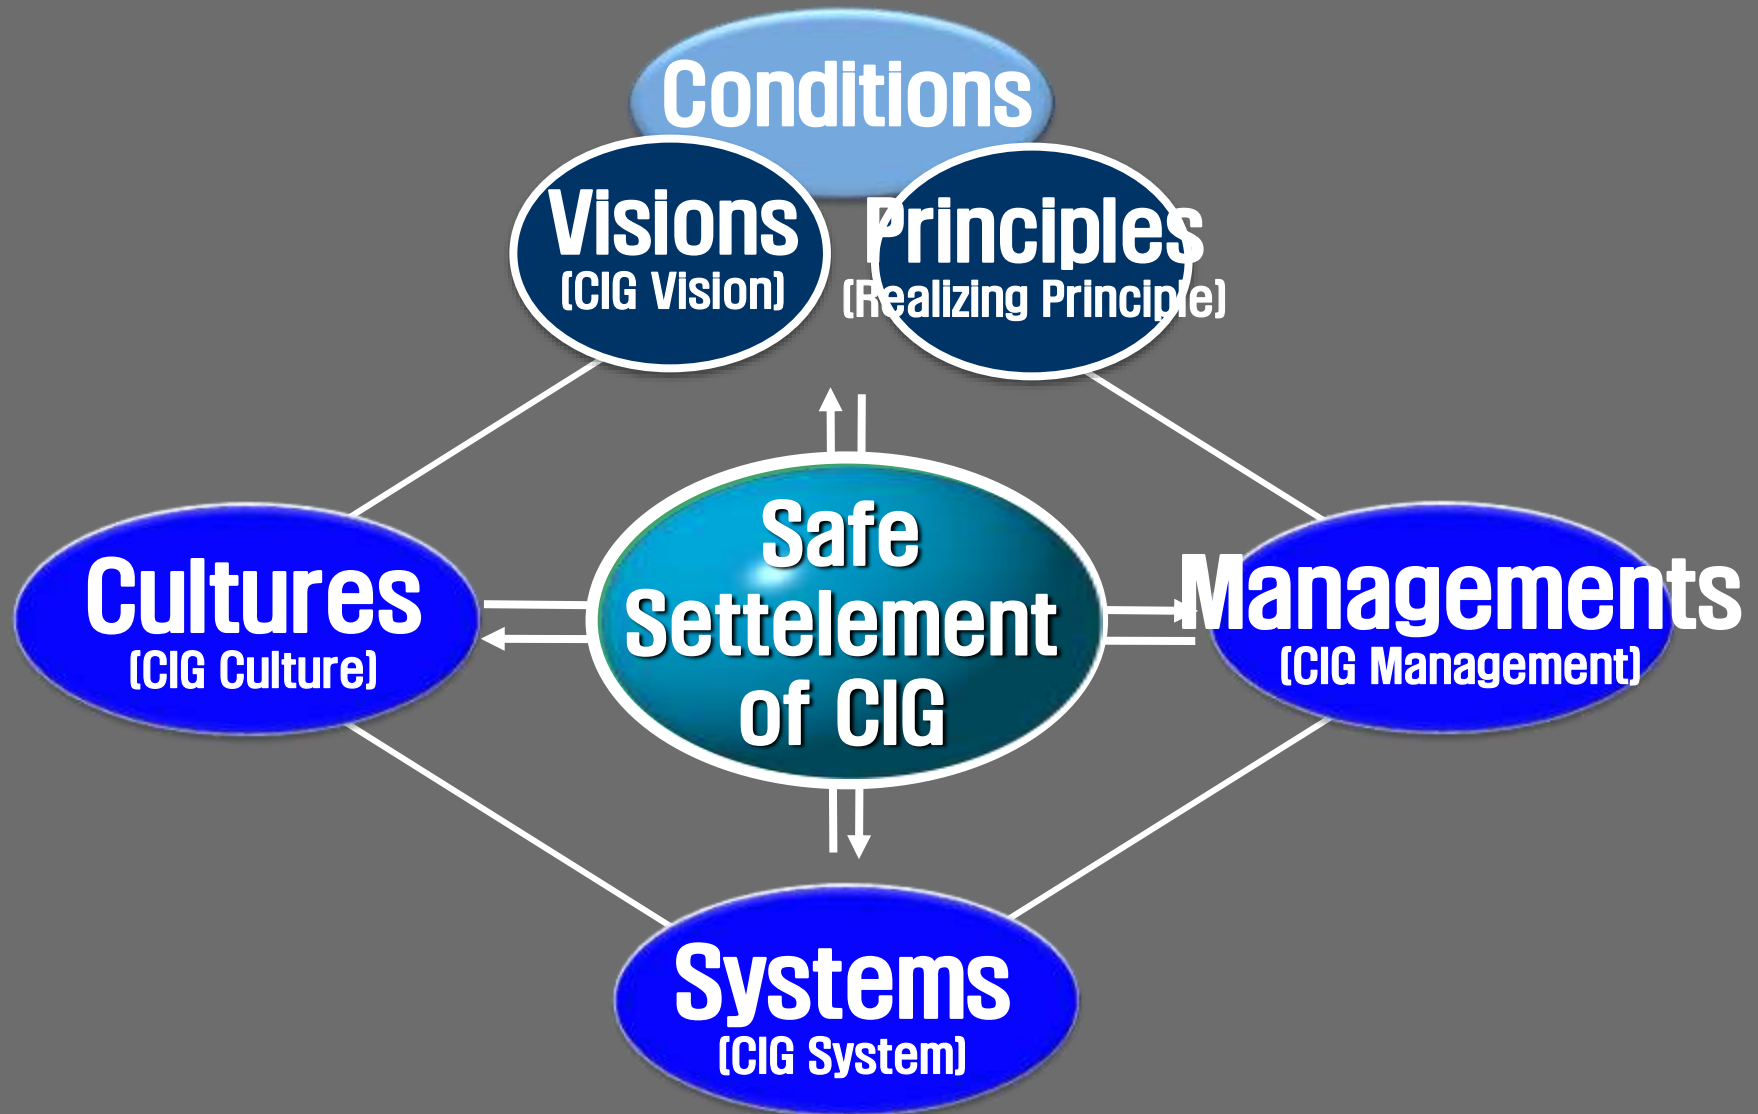 Conditions
Visions
(CIG Vision)
Principles
(Realizing Principle)
Safe
Settelement
of CIG
Cultures
(CIG Culture)
Managements
(CIG Management)
Systems
(CIG System)